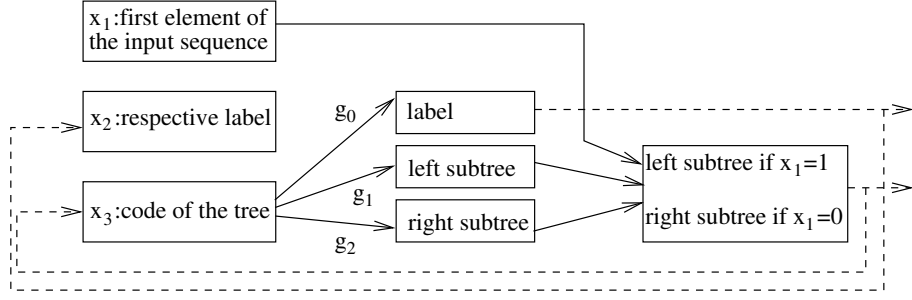 x1:first element of
the input sequence
x2:respective label
x3:code of the tree
g0
g1
g2
label
left subtree
right subtree
left subtree if x1=1
right subtree if x1=0